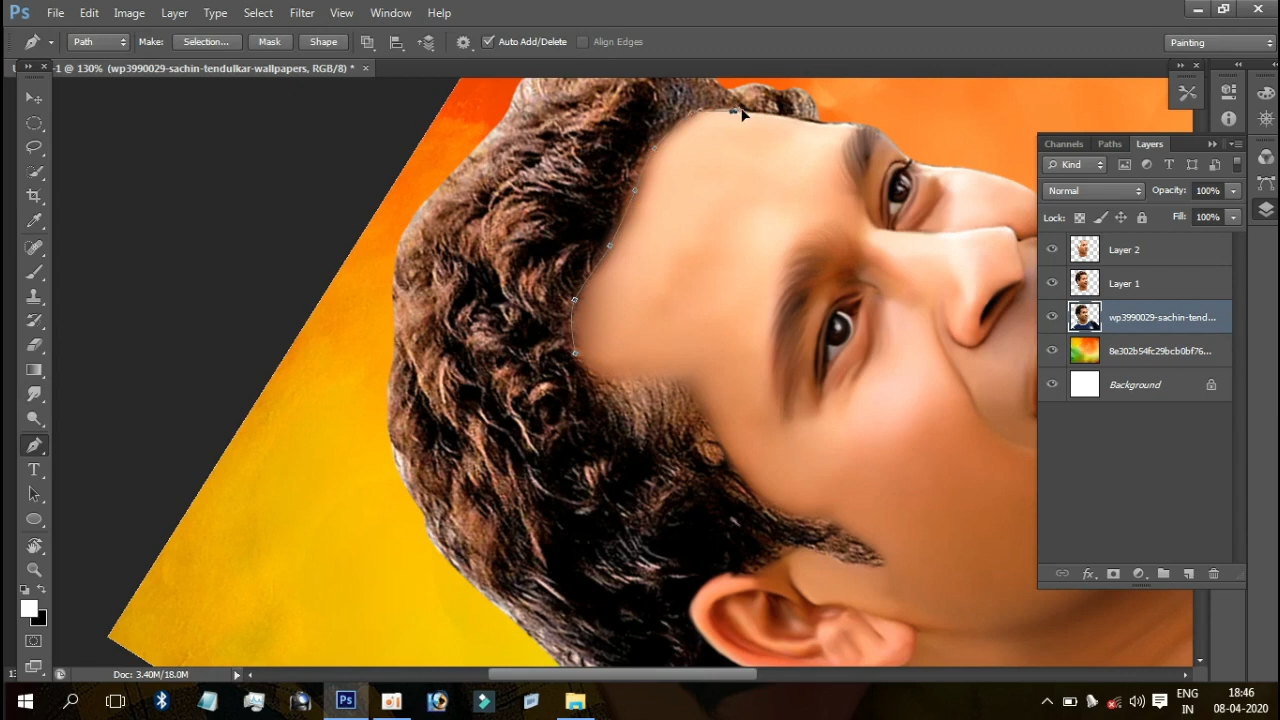 Ps File Edit Image Layer Type Select Filter View Window Help
Path Make: Selection... Mask Shape Auto Add/Delete Align Edges Painting
-1 @ 130% (wp3990029-sachin-tendulkar-wallpapers, RGB/8) *
Channels Paths Layers
Kind
Normal Opacity: 100%
Lock: Fill: 100%
Layer 2
Layer 1
wp3990029-sachin-tend...
8e302b54fc29bcb0bf76...
Background
Doc: 3.40M/18.0M
Ps
ENG 18:46
IN 08-04-2020